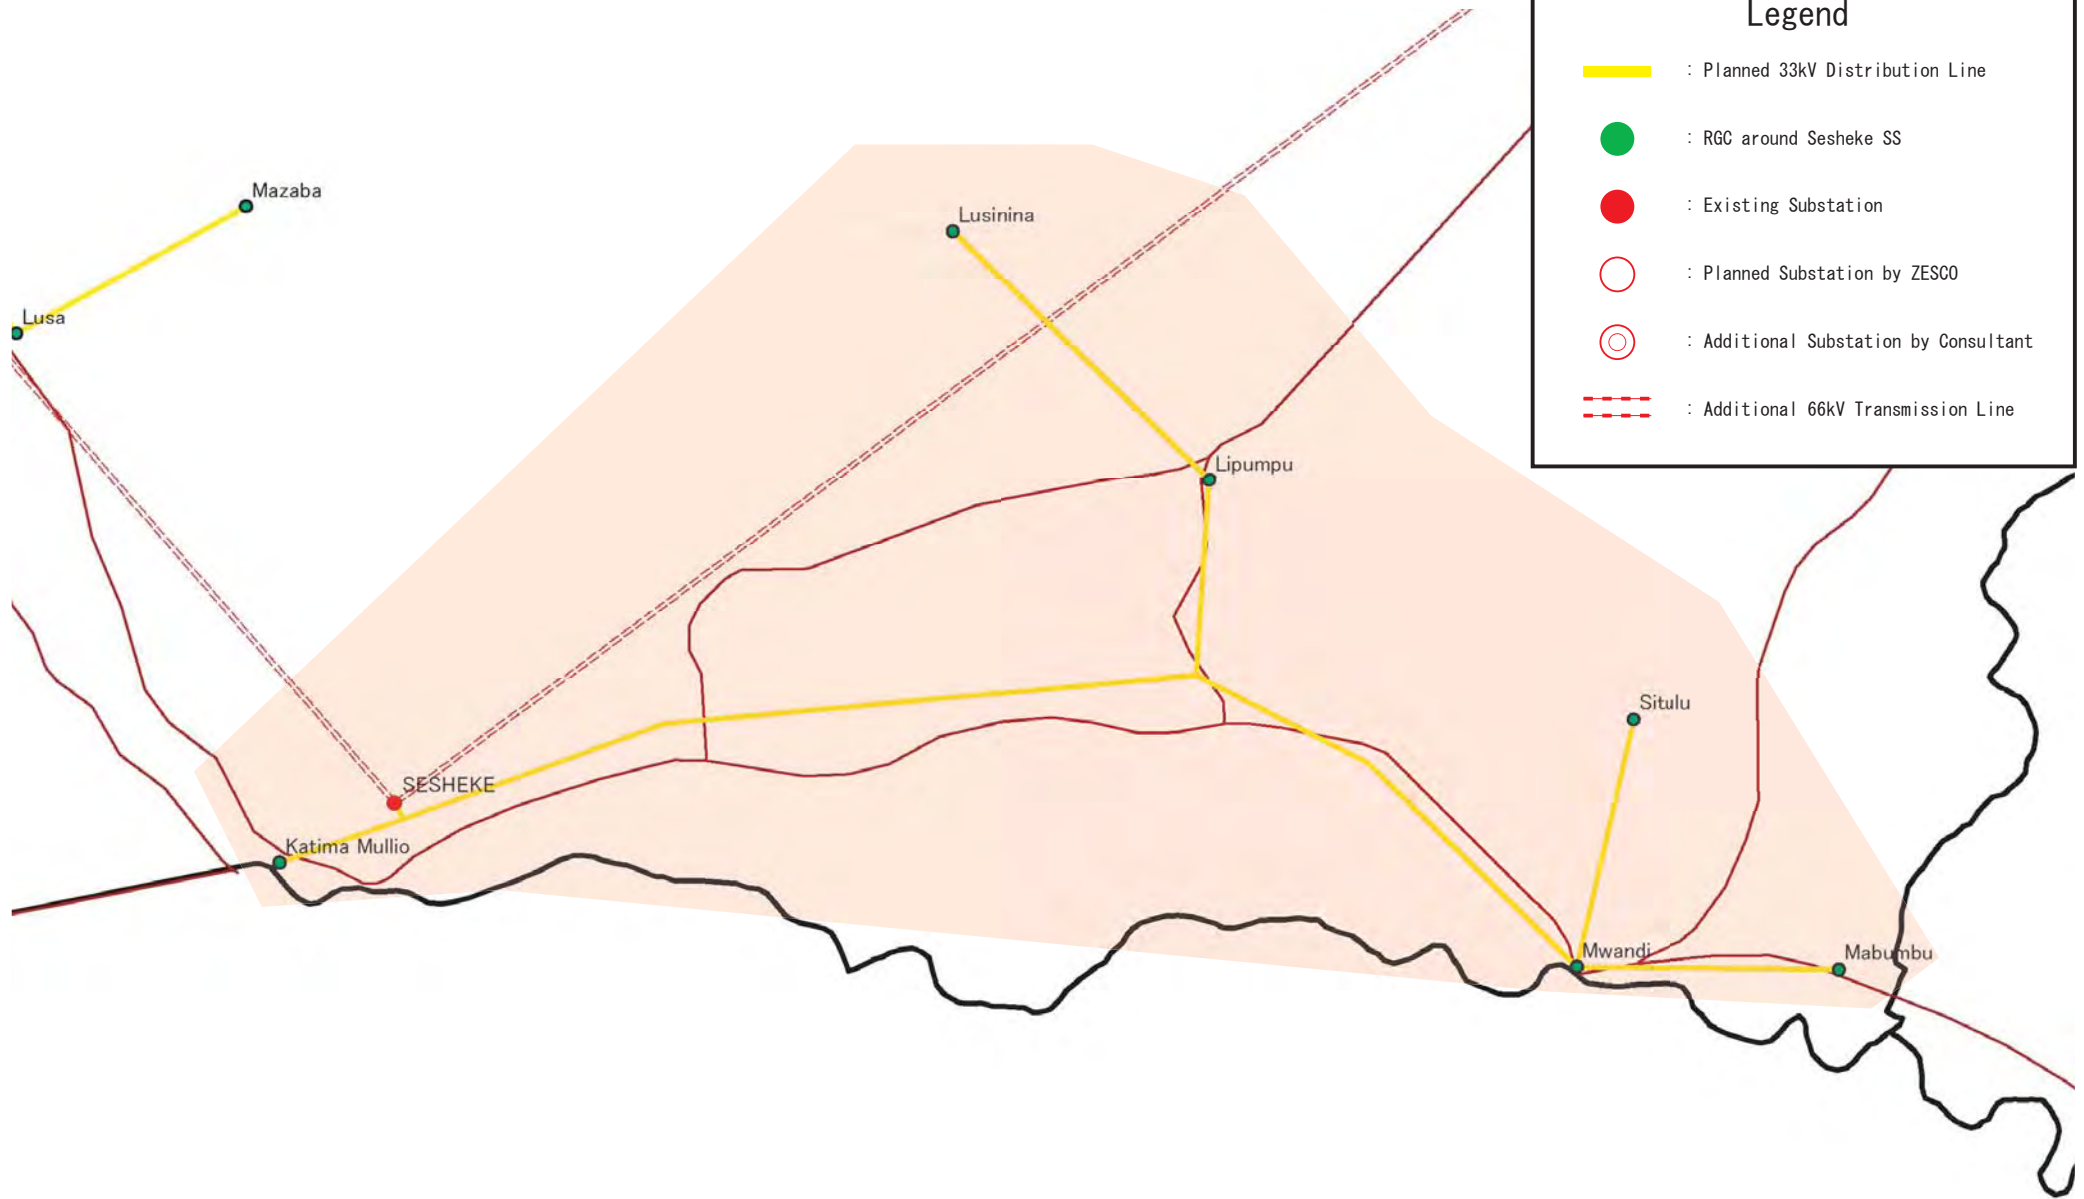 Legend
: Planned 33kV Distribution Line
: RGC around Sesheke SS
: Existing Substation
: Planned Substation by ZESCO
: Additional Substation by Consultant
: Additional 66kV Transmission Line
Mazaba
Lusinina
Lusa
Lipumpu
Situlu
SESHEKE
Katima Mullio
Mwandi
Mabumbu